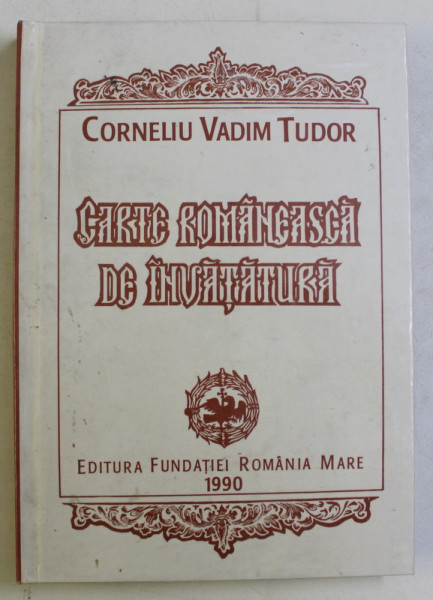 CORNELIU VADIM TUDOR
CARTE ROMÂNEASCĂ
DE ÎNVĂȚĂTURĂ
EDITURA FUNDAȚIEI ROMÂNIA MARE
1990